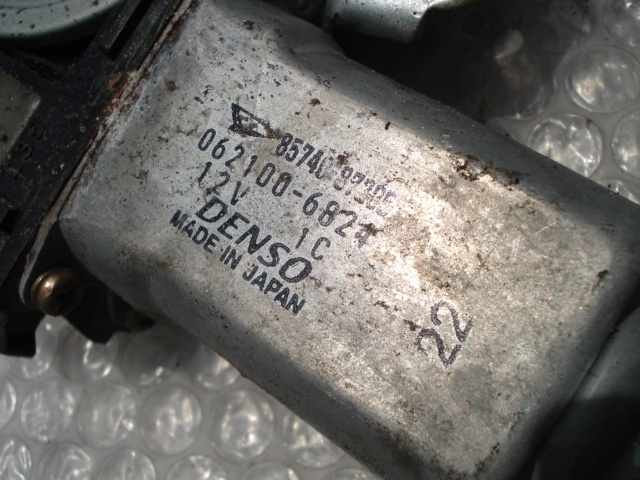 85740-97305
062100-6824
12V 1C
DENSO
MADE IN JAPAN
22